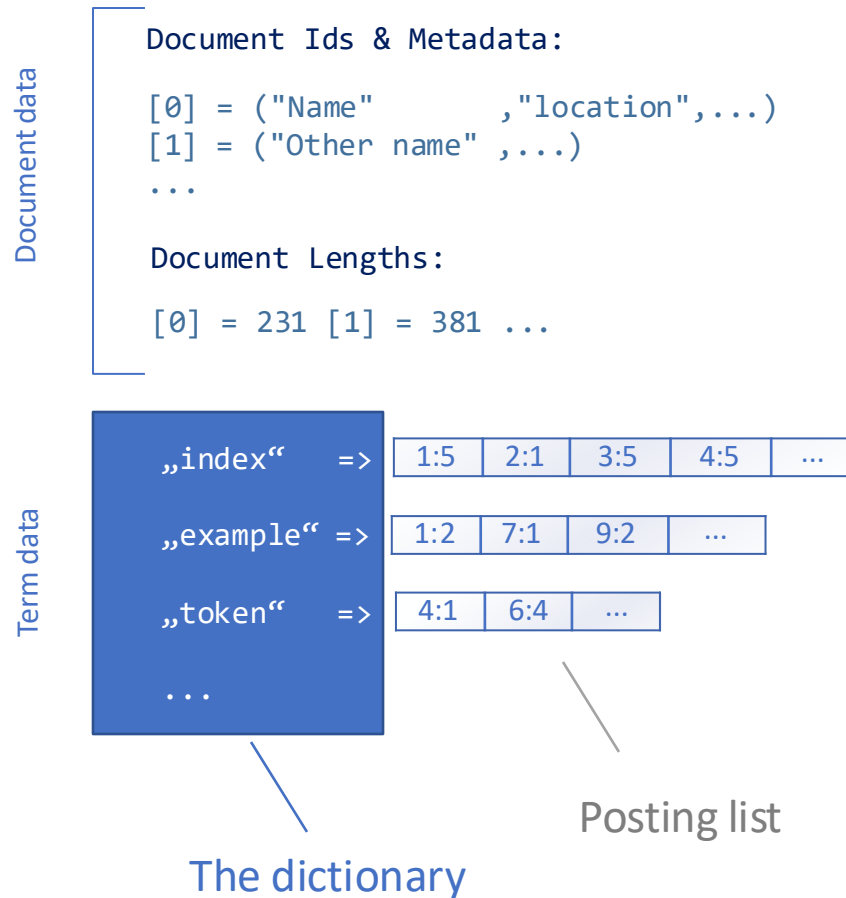 Document data
Document Ids & Metadata:
[0] = ("Name"       ,"location",...)
[1] = ("Other name" ,...)
...
Document Lengths:
[0] = 231 [1] = 381 ...
Term data
„index“ => 1:5 2:1 3:5 4:5 ...
„example“ => 1:2 7:1 9:2 ...
„token“ => 4:1 6:4 ...
...
Posting list
The dictionary